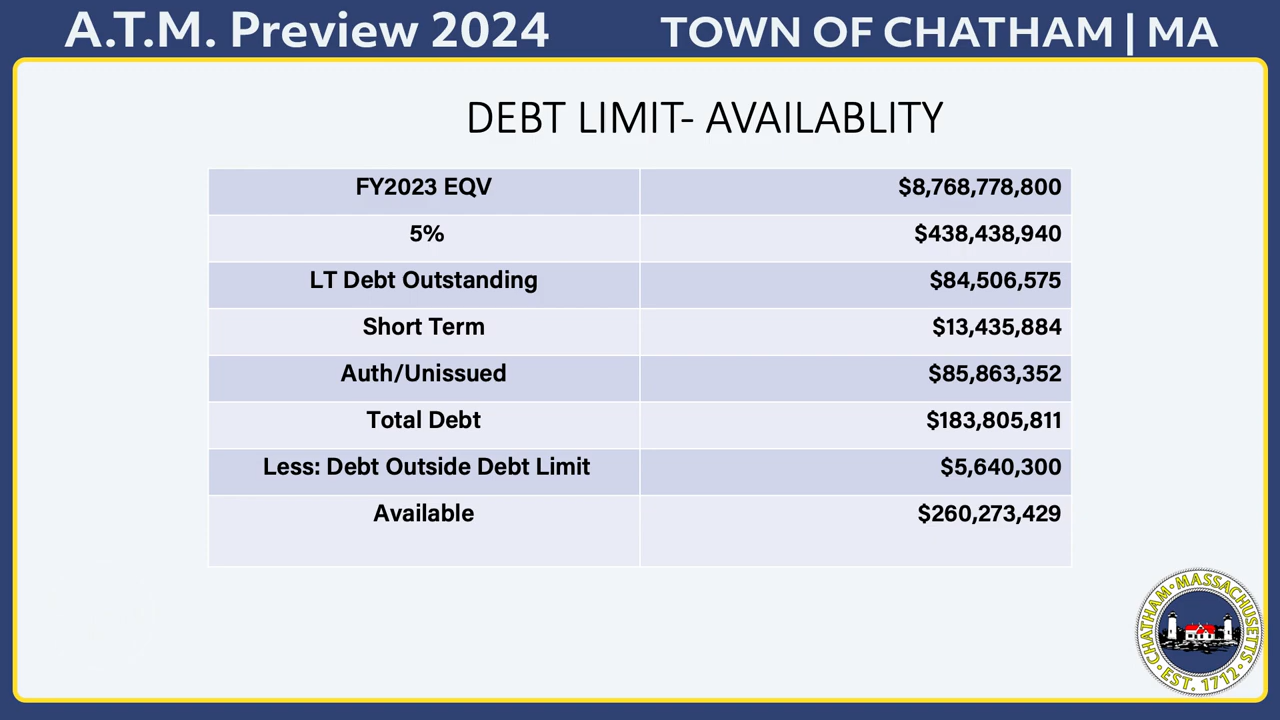 A.T.M. Preview 2024
TOWN OF CHATHAM | MA
DEBT LIMIT- AVAILABLITY
FY2023 EQV $8,768,778,800
5% $438,438,940
LT Debt Outstanding $84,506,575
Short Term $13,435,884
Auth/Unissued $85,863,352
Total Debt $183,805,811
Less: Debt Outside Debt Limit $5,640,300
Available $260,273,429
CHATHAM · MASSACHUSETTS
· EST. 1712 ·